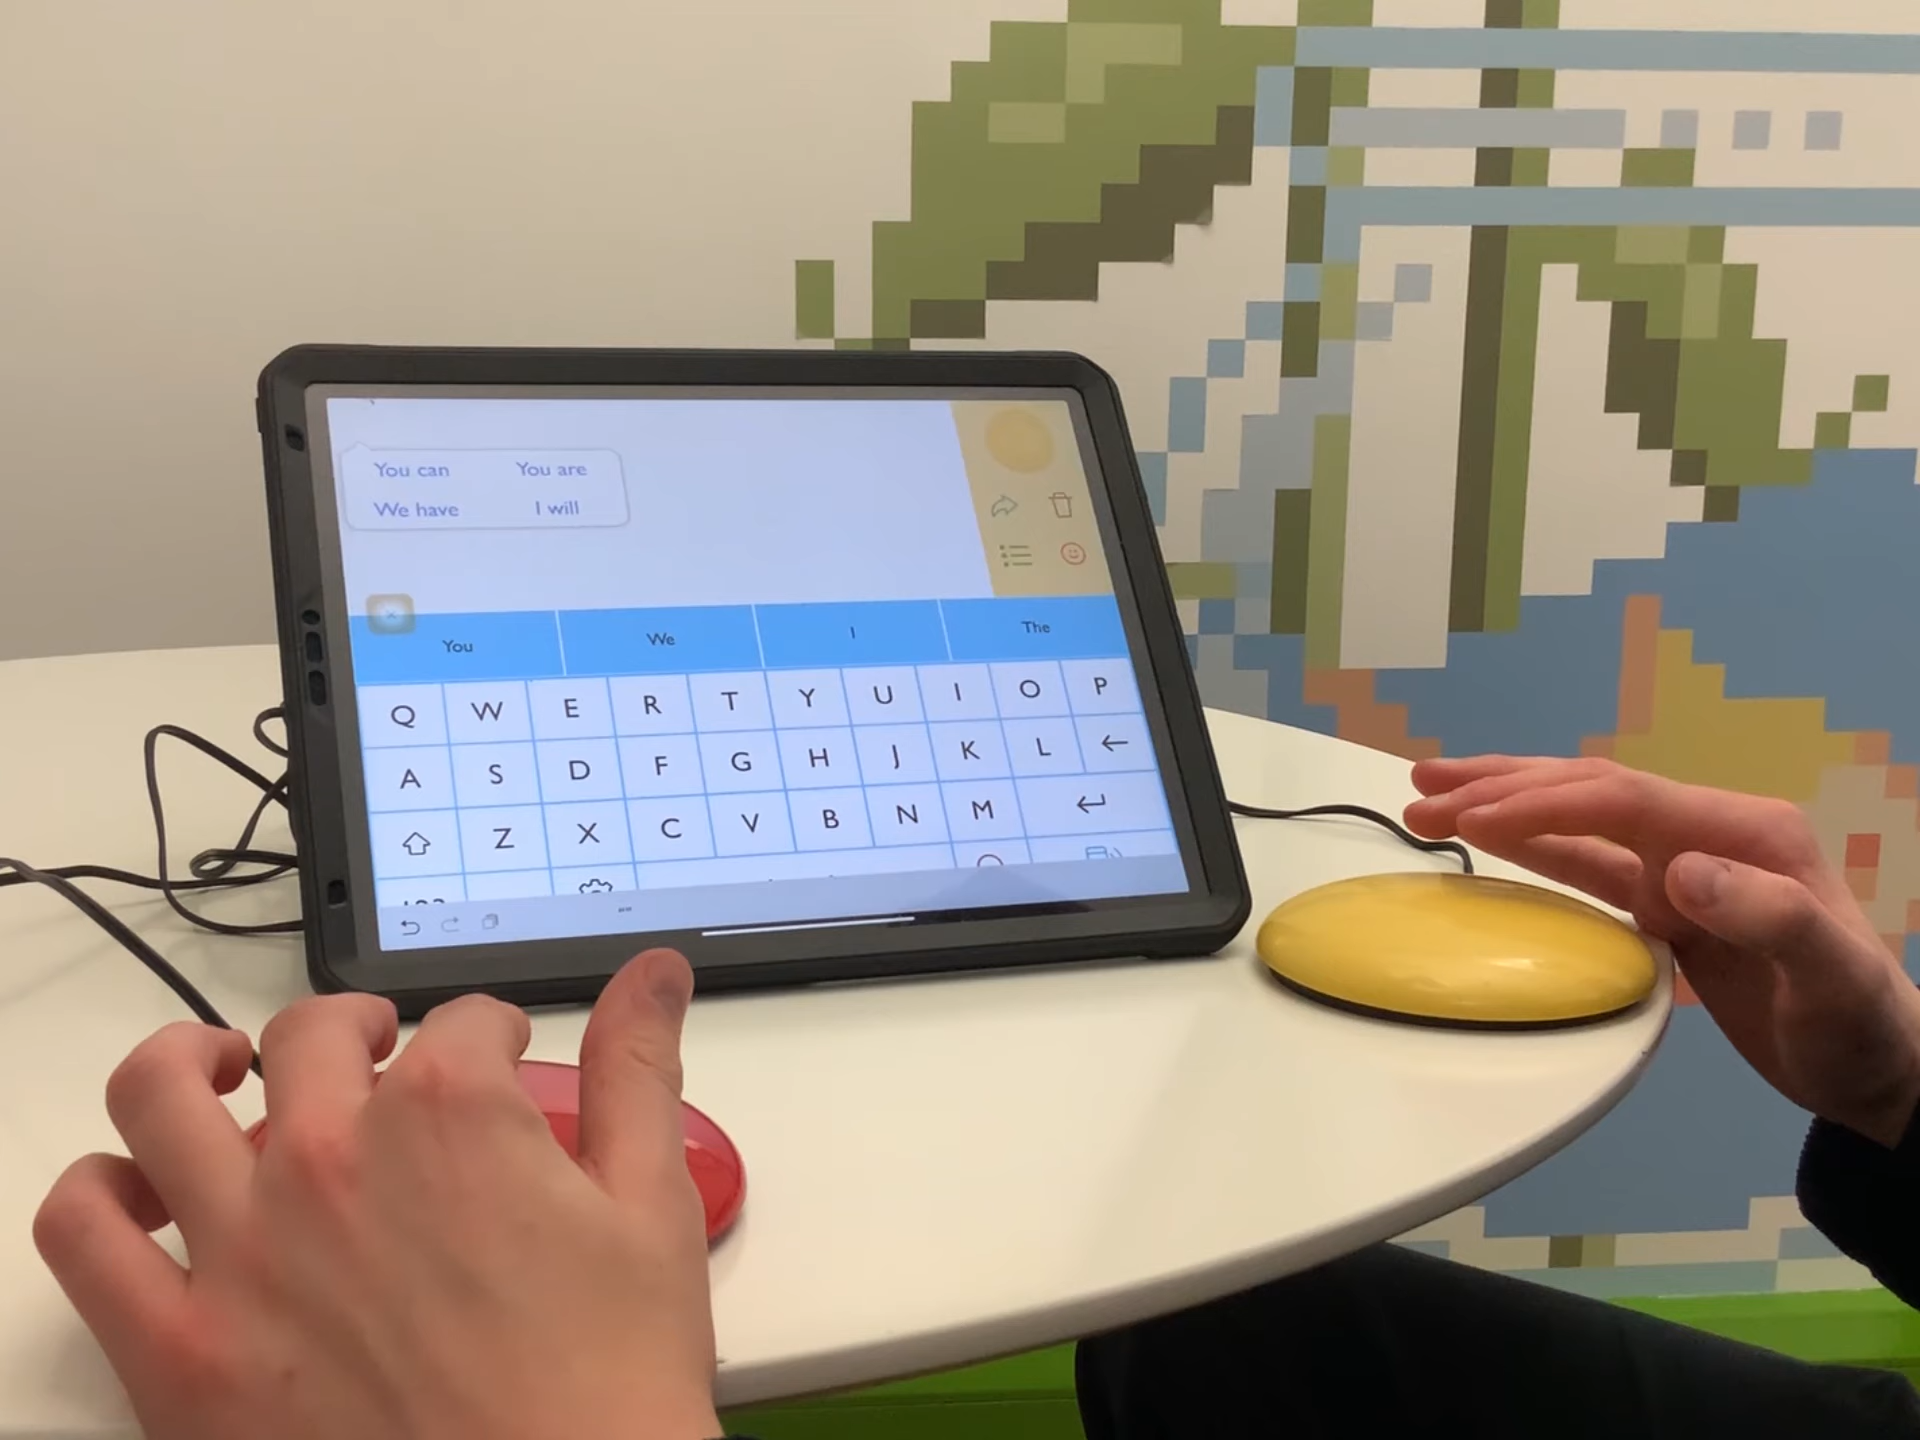 You can You are
We have I will
You We I The
Q W E R T Y U I O P
A S D F G H J K L
Z X C V B N M